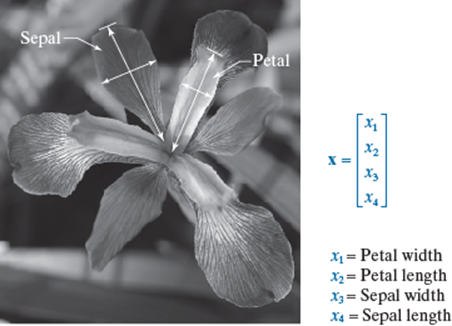 Sepal
Petal
x = [x₁
x₂
x₃
x₄]
x₁ = Petal width
x₂ = Petal length
x₃ = Sepal width
x₄ = Sepal length